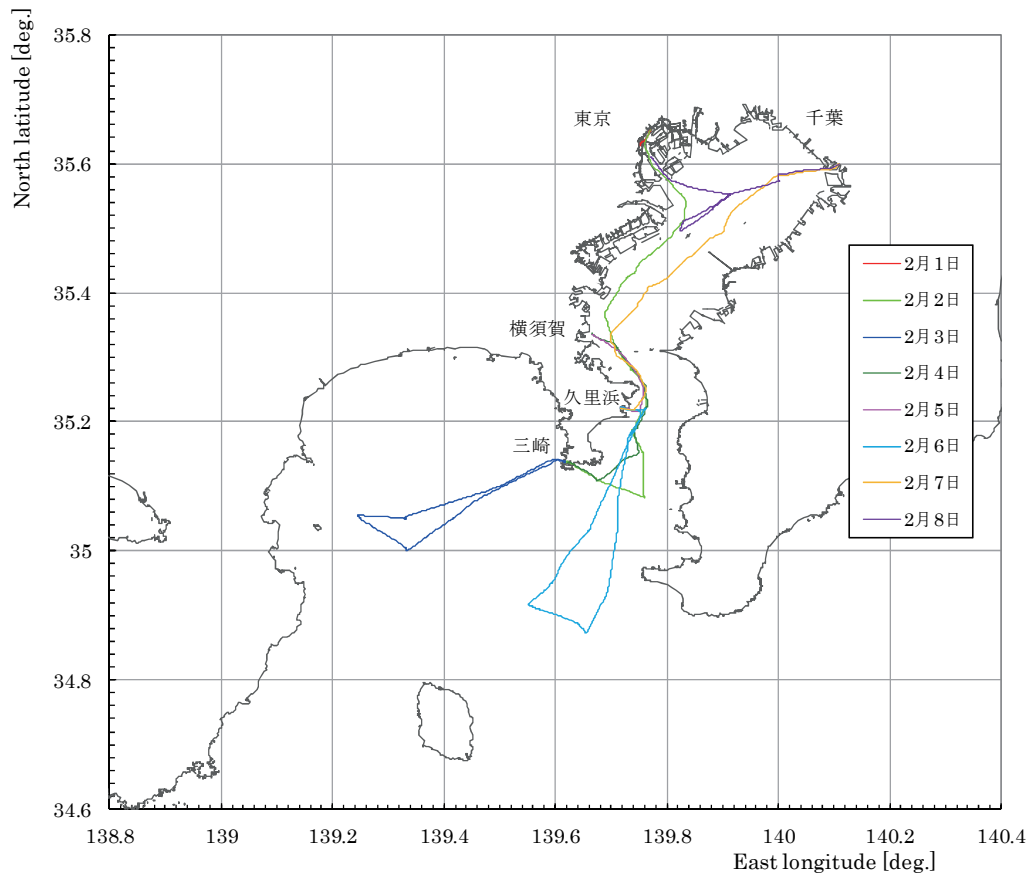 North latitude [deg.]
35.8
35.6
35.4
35.2
35
34.8
34.6
138.8
139
139.2
139.4
139.6
139.8
140
140.2
140.4
East longitude [deg.]
東京
千葉
横須賀
久里浜
三崎
2月1日
2月2日
2月3日
2月4日
2月5日
2月6日
2月7日
2月8日